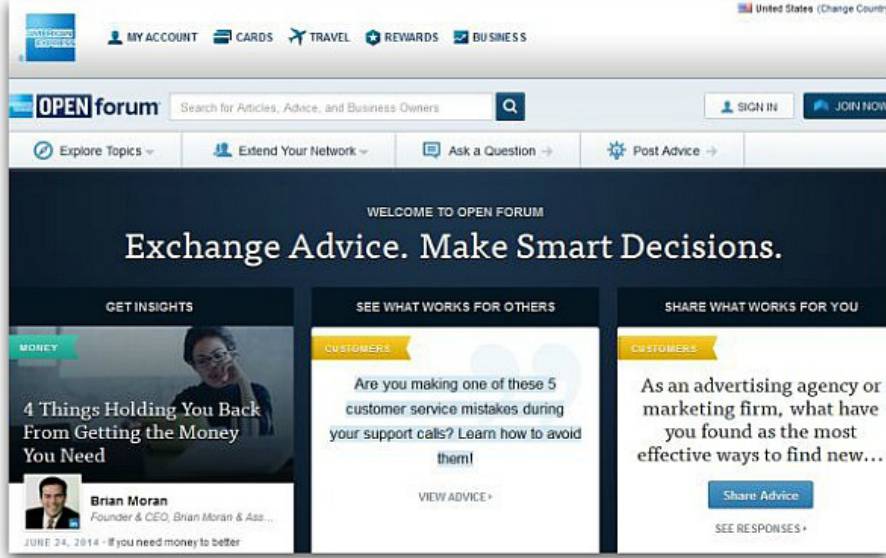 United States (Change Country
AMERICAN EXPRESS
MY ACCOUNT CARDS TRAVEL REWARDS BUSINESS
OPEN forum Search for Articles, Advice, and Business Owners SIGN IN JOIN NOW
Explore Topics Extend Your Network Ask a Question Post Advice
WELCOME TO OPEN FORUM
Exchange Advice. Make Smart Decisions.
GET INSIGHTS
MONEY
4 Things Holding You Back
From Getting the Money
You Need
Brian Moran
Founder & CEO, Brian Moran & Ass...
JUNE 24, 2014 - If you need money to better
SEE WHAT WORKS FOR OTHERS
CUSTOMERS
Are you making one of these 5
customer service mistakes during
your support calls? Learn how to avoid
them!
VIEW ADVICE
SHARE WHAT WORKS FOR YOU
CUSTOMERS
As an advertising agency or
marketing firm, what have
you found as the most
effective ways to find new...
Share Advice
SEE RESPONSES